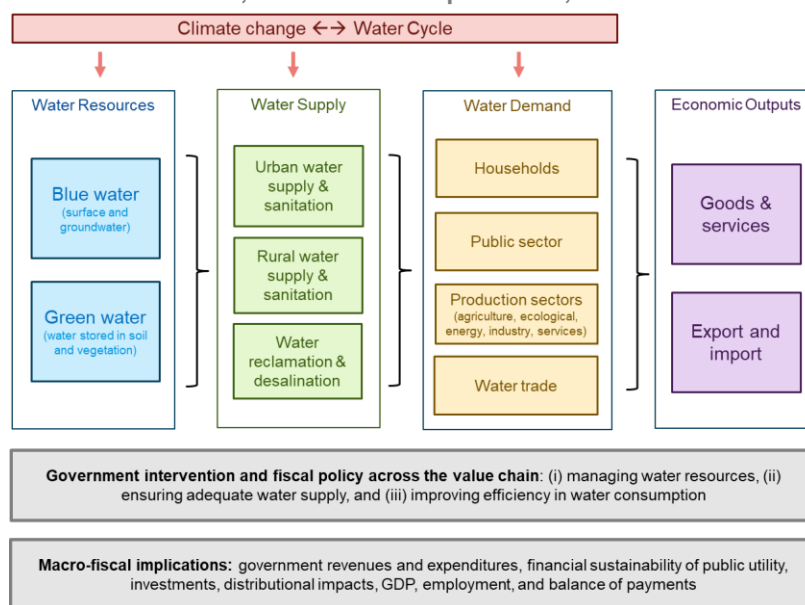 Climate change ←→ Water Cycle
Water Resources
Blue water
(surface and
groundwater)
Green water
(water stored in soil
and vegetation)
Water Supply
Urban water
supply &
sanitation
Rural water
supply &
sanitation
Water
reclamation &
desalination
Water Demand
Households
Public sector
Production sectors
(agriculture, ecological,
energy, industry, services)
Water trade
Economic Outputs
Goods &
services
Export and
import
Government intervention and fiscal policy across the value chain: (i) managing water resources, (ii)
ensuring adequate water supply, and (iii) improving efficiency in water consumption
Macro-fiscal implications: government revenues and expenditures, financial sustainability of public utility,
investments, distributional impacts, GDP, employment, and balance of payments